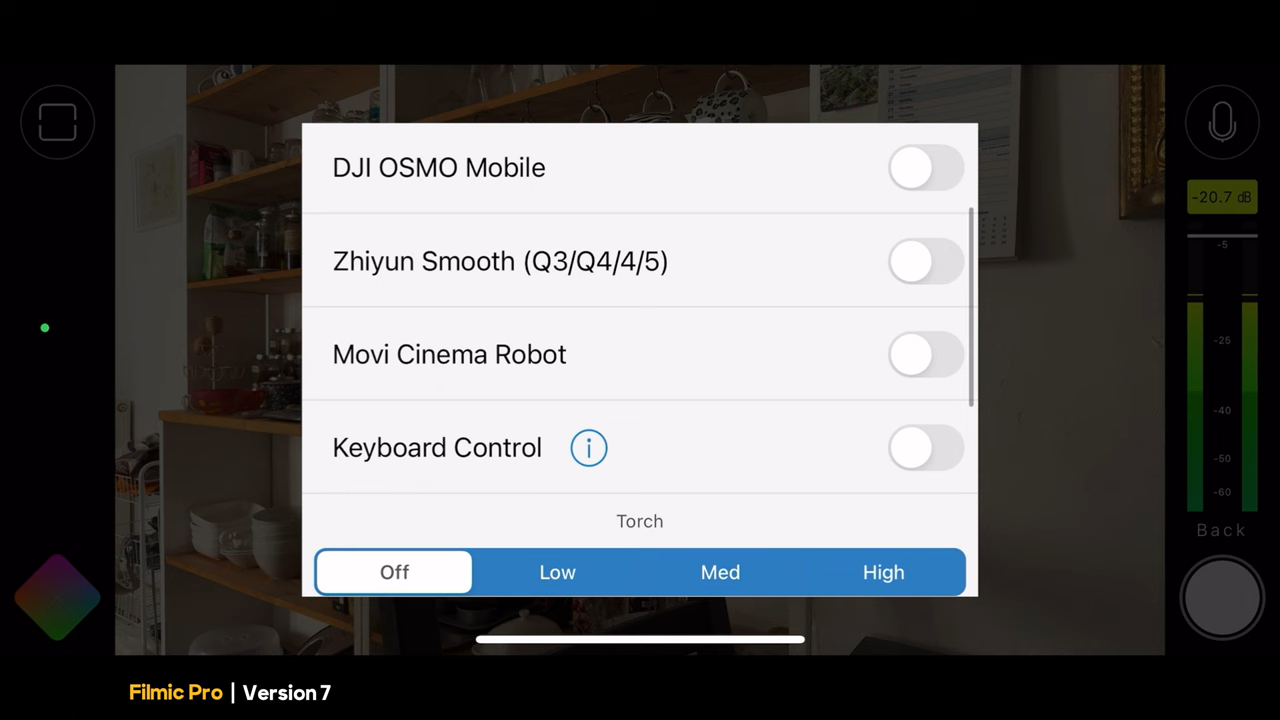 DJI OSMO Mobile
Zhiyun Smooth (Q3/Q4/4/5)
Movi Cinema Robot
Keyboard Control
Torch
Off Low Med High
-20.7 dB
-5
-25
-40
-50
-60
Back
Filmic Pro | Version 7